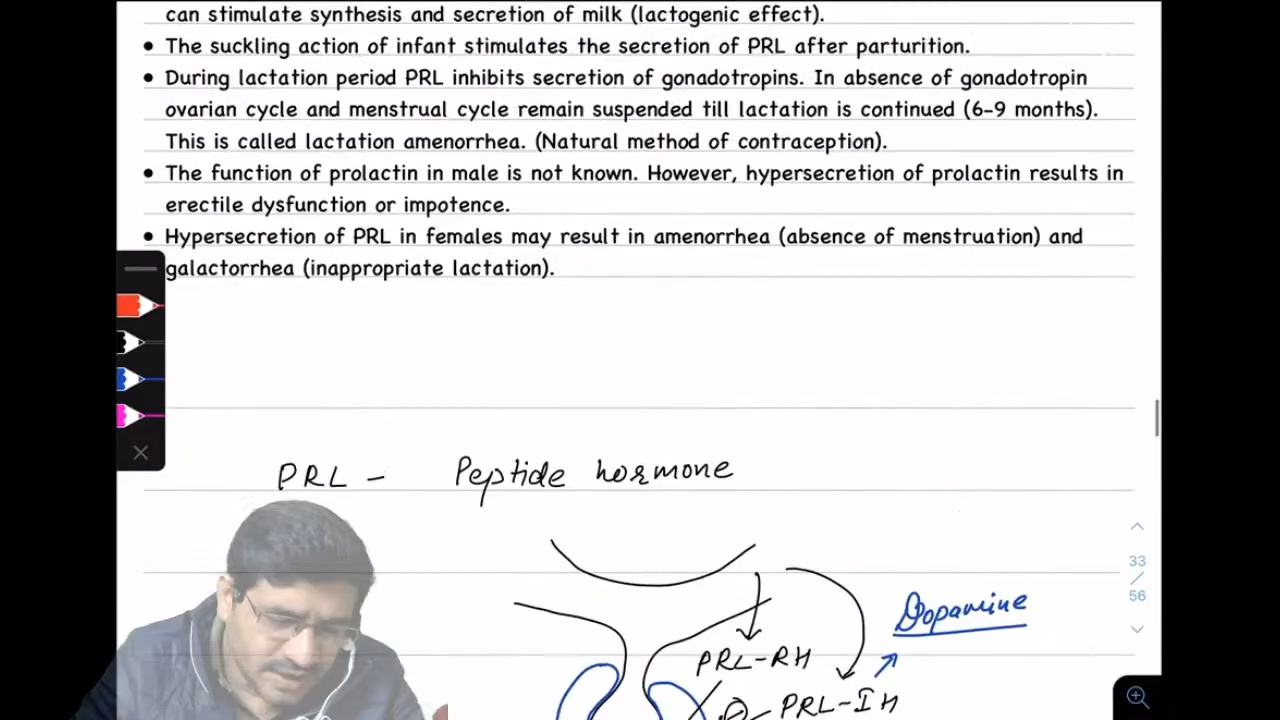 can stimulate synthesis and secretion of milk (lactogenic effect).
• The suckling action of infant stimulates the secretion of PRL after parturition.
• During lactation period PRL inhibits secretion of gonadotropins. In absence of gonadotropin
ovarian cycle and menstrual cycle remain suspended till lactation is continued (6-9 months).
This is called lactation amenorrhea. (Natural method of contraception).
• The function of prolactin in male is not known. However, hypersecretion of prolactin results in
erectile dysfunction or impotence.
• Hypersecretion of PRL in females may result in amenorrhea (absence of menstruation) and
galactorrhea (inappropriate lactation).
PRL - Peptide hormone
33
/
56
Dopamine
PRL-RH
PRL-IH